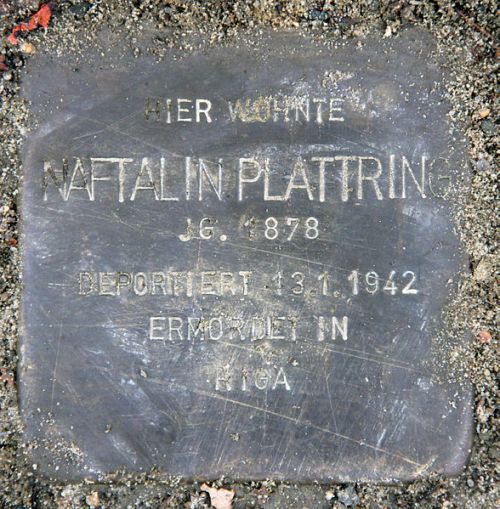 HIER WOHNTE
NAFTALIN PLATTRING
JG. 1878
DEPORTIERT 13.1.1942
ERMORDET IN
RIGA